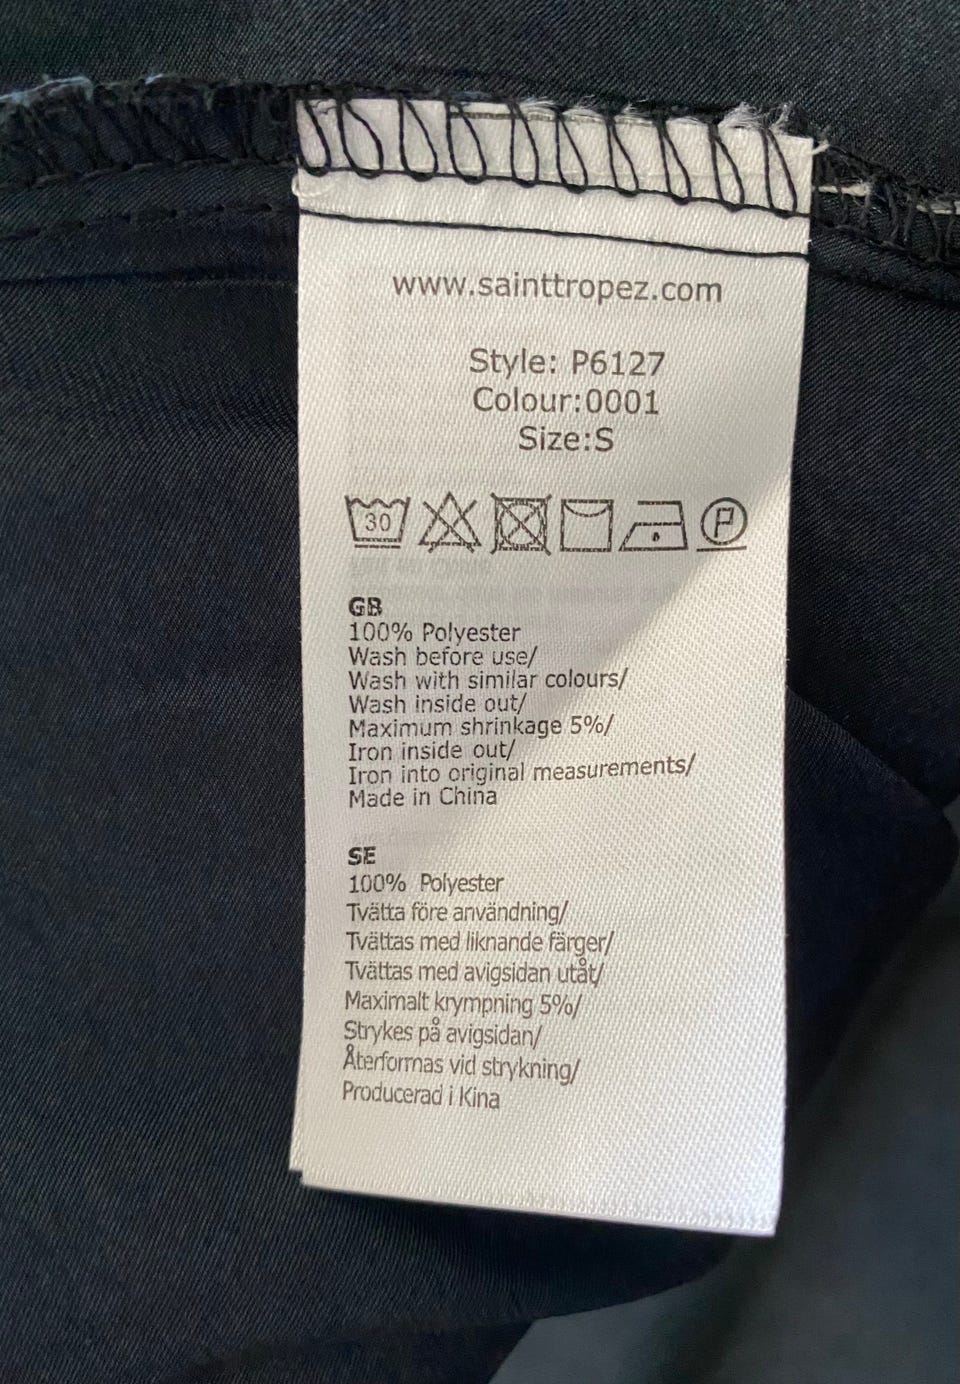 www.sainttropez.com
Style: P6127
Colour:0001
Size:S
30 P
GB
100% Polyester
Wash before use/
Wash with similar colours/
Wash inside out/
Maximum shrinkage 5%/
Iron inside out/
Iron into original measurements/
Made in China
SE
100% Polyester
Tvätta före användning/
Tvättas med liknande färger/
Tvättas med avigsidan utåt/
Maximalt krympning 5%/
Strykes på avigsidan/
Återformas vid strykning/
Producerad i Kina